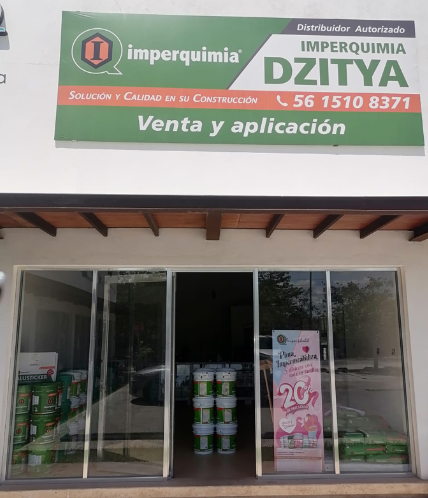 Distribuidor Autorizado
imperquimia®
IMPERQUIMIA
DZITYA
SOLUCIÓN Y CALIDAD EN SU CONSTRUCCIÓN
56 1510 8371
Venta y aplicación
a
20%